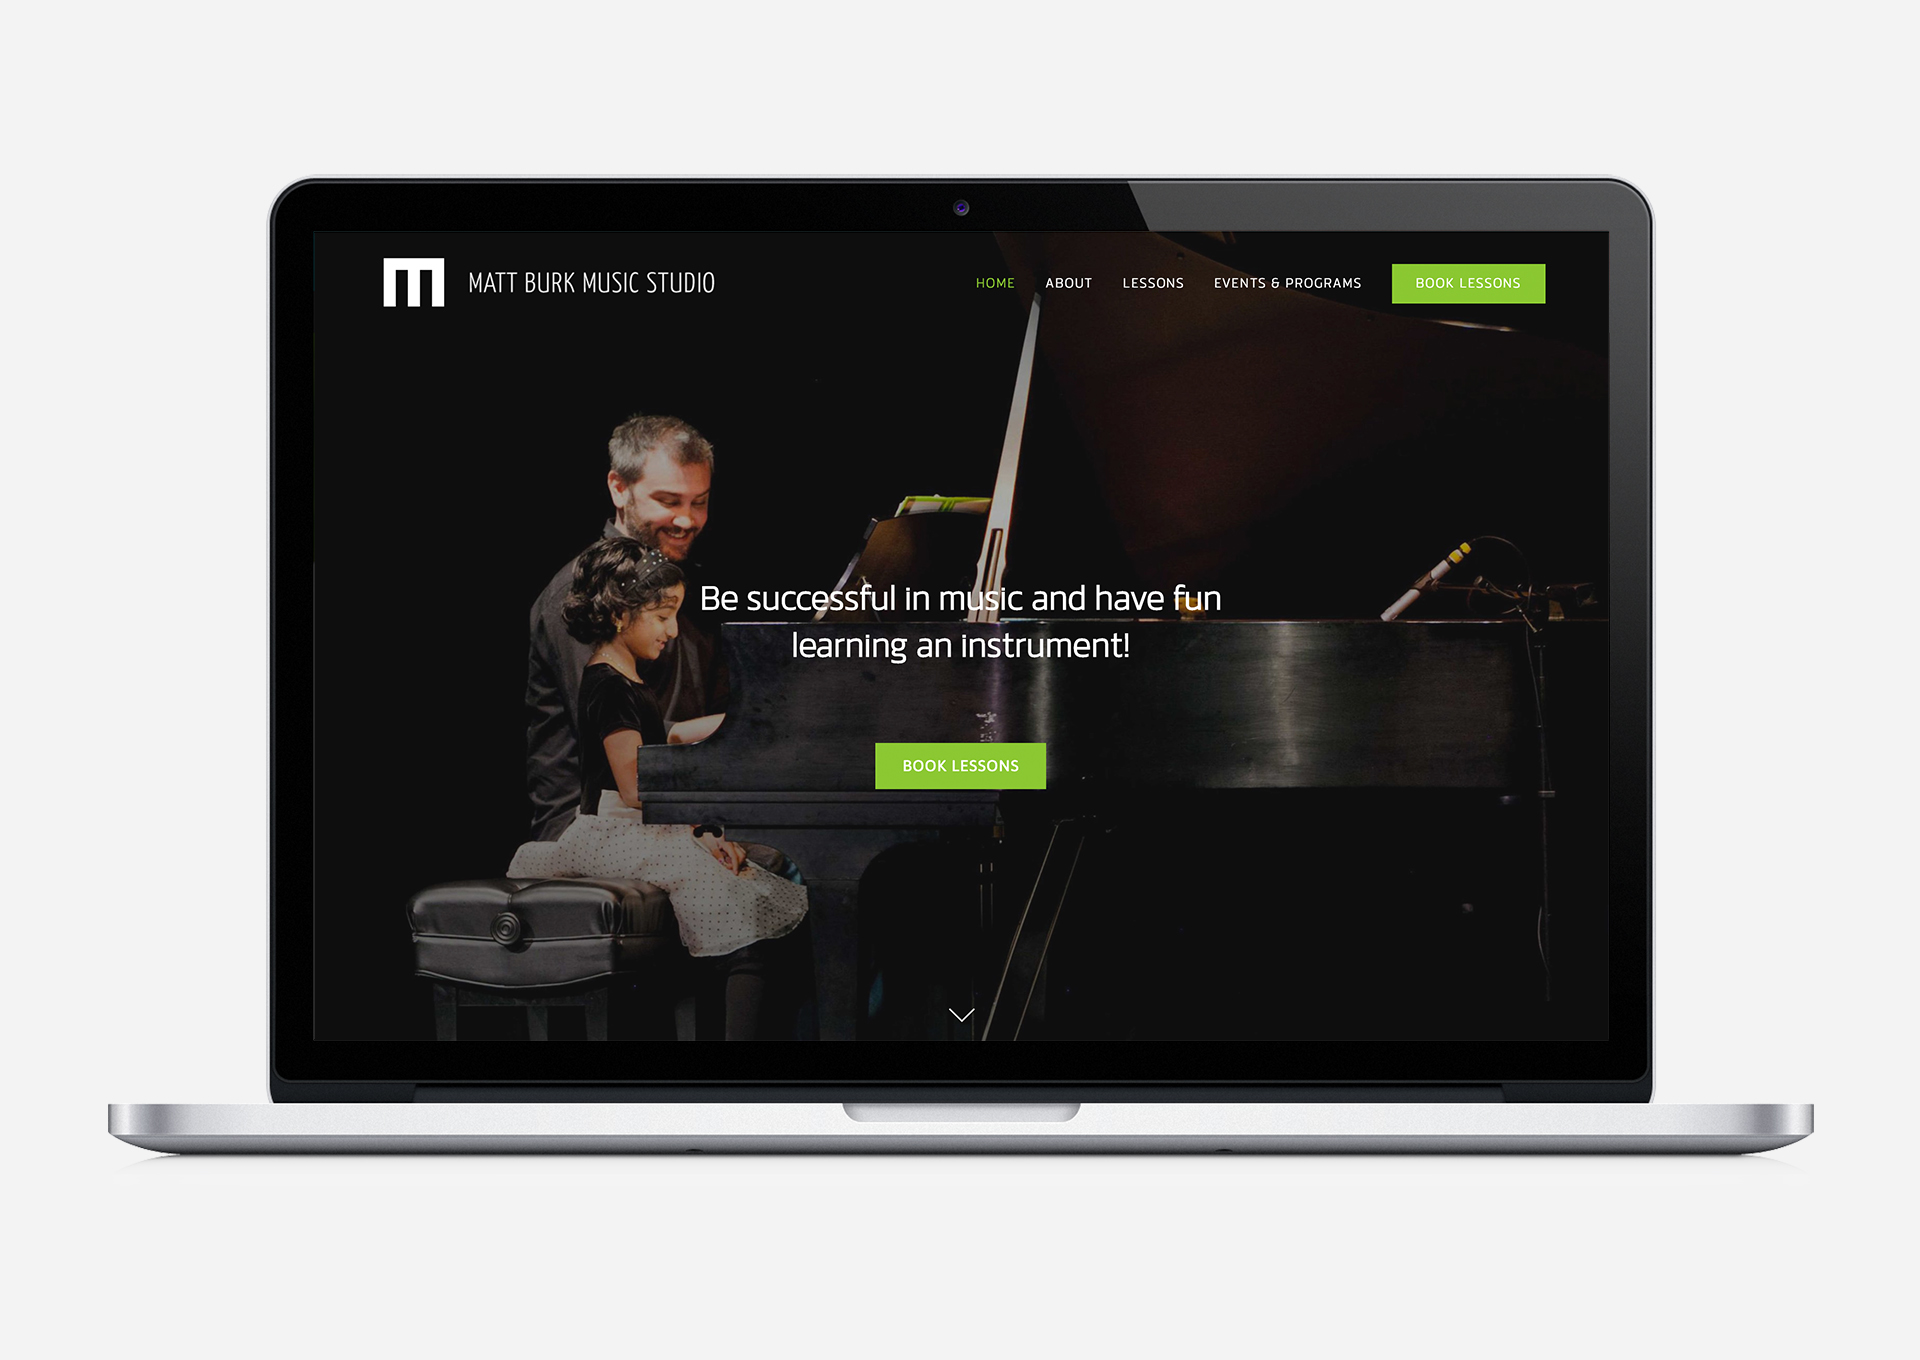 MATT BURK MUSIC STUDIO
HOME ABOUT LESSONS EVENTS & PROGRAMS BOOK LESSONS
Be successful in music and have fun
learning an instrument!
BOOK LESSONS